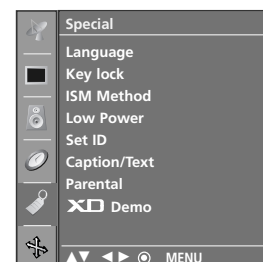 Special
Language
Key lock
ISM Method
Low Power
Set ID
Caption/Text
Parental
XD Demo
▲▼ ◀▶ ◉ MENU